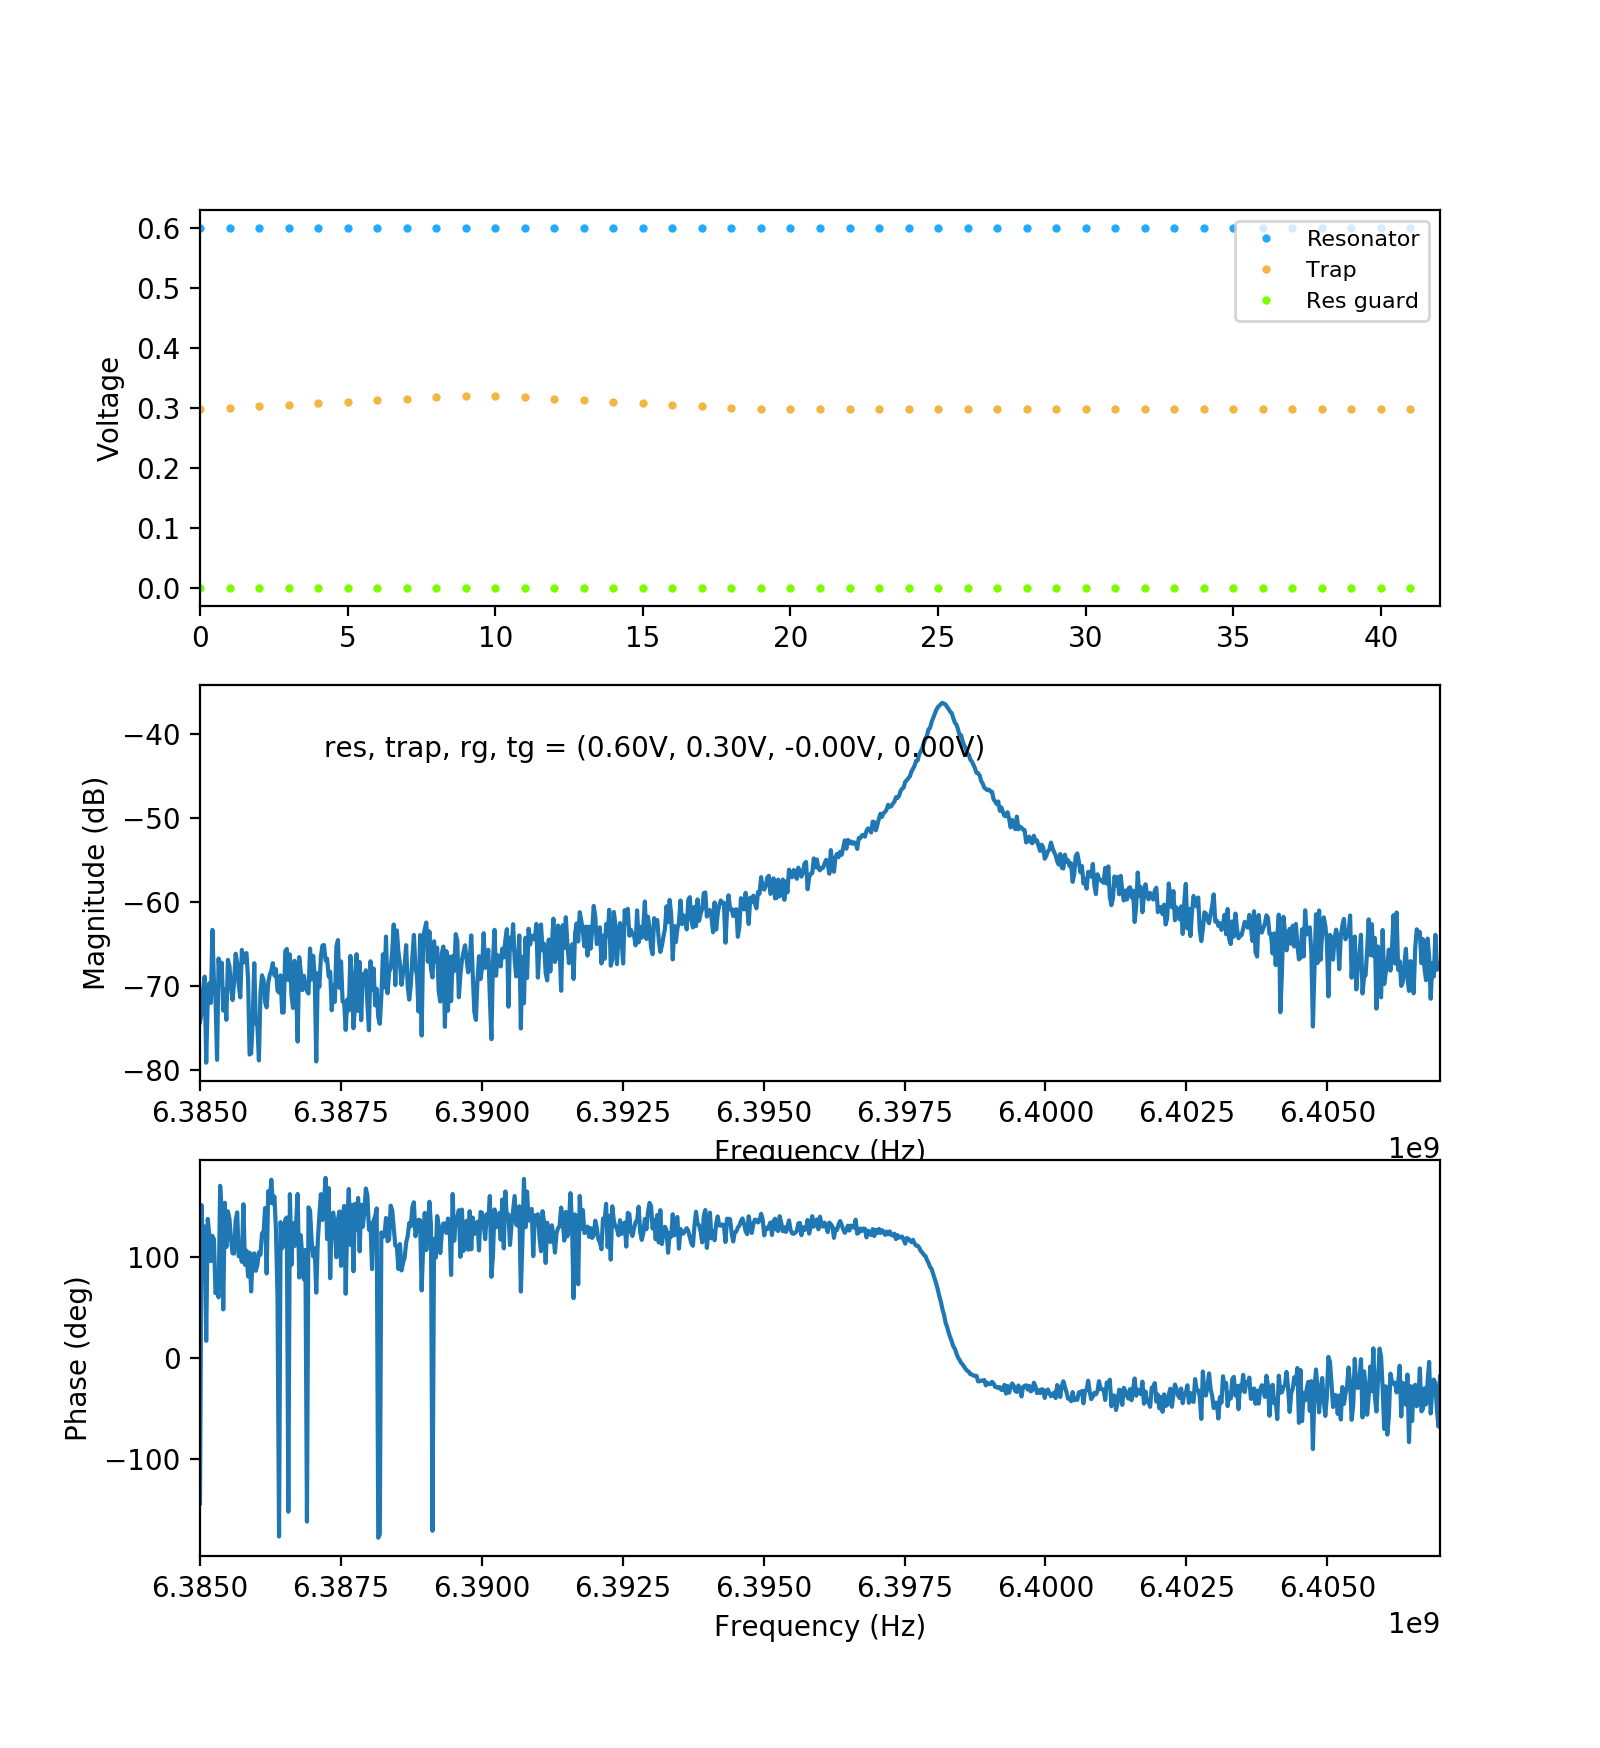 0.6
0.5
0.4
0.3
0.2
0.1
0.0
Voltage
Resonator
Trap
Res guard
0 5 10 15 20 25 30 35 40
−40
−50
−60
−70
−80
Magnitude (dB)
res, trap, rg, tg = (0.60V, 0.30V, -0.00V, 0.00V)
6.3850 6.3875 6.3900 6.3925 6.3950 6.3975 6.4000 6.4025 6.4050
Frequency (Hz)
1e9
100
0
−100
Phase (deg)
6.3850 6.3875 6.3900 6.3925 6.3950 6.3975 6.4000 6.4025 6.4050
Frequency (Hz)
1e9